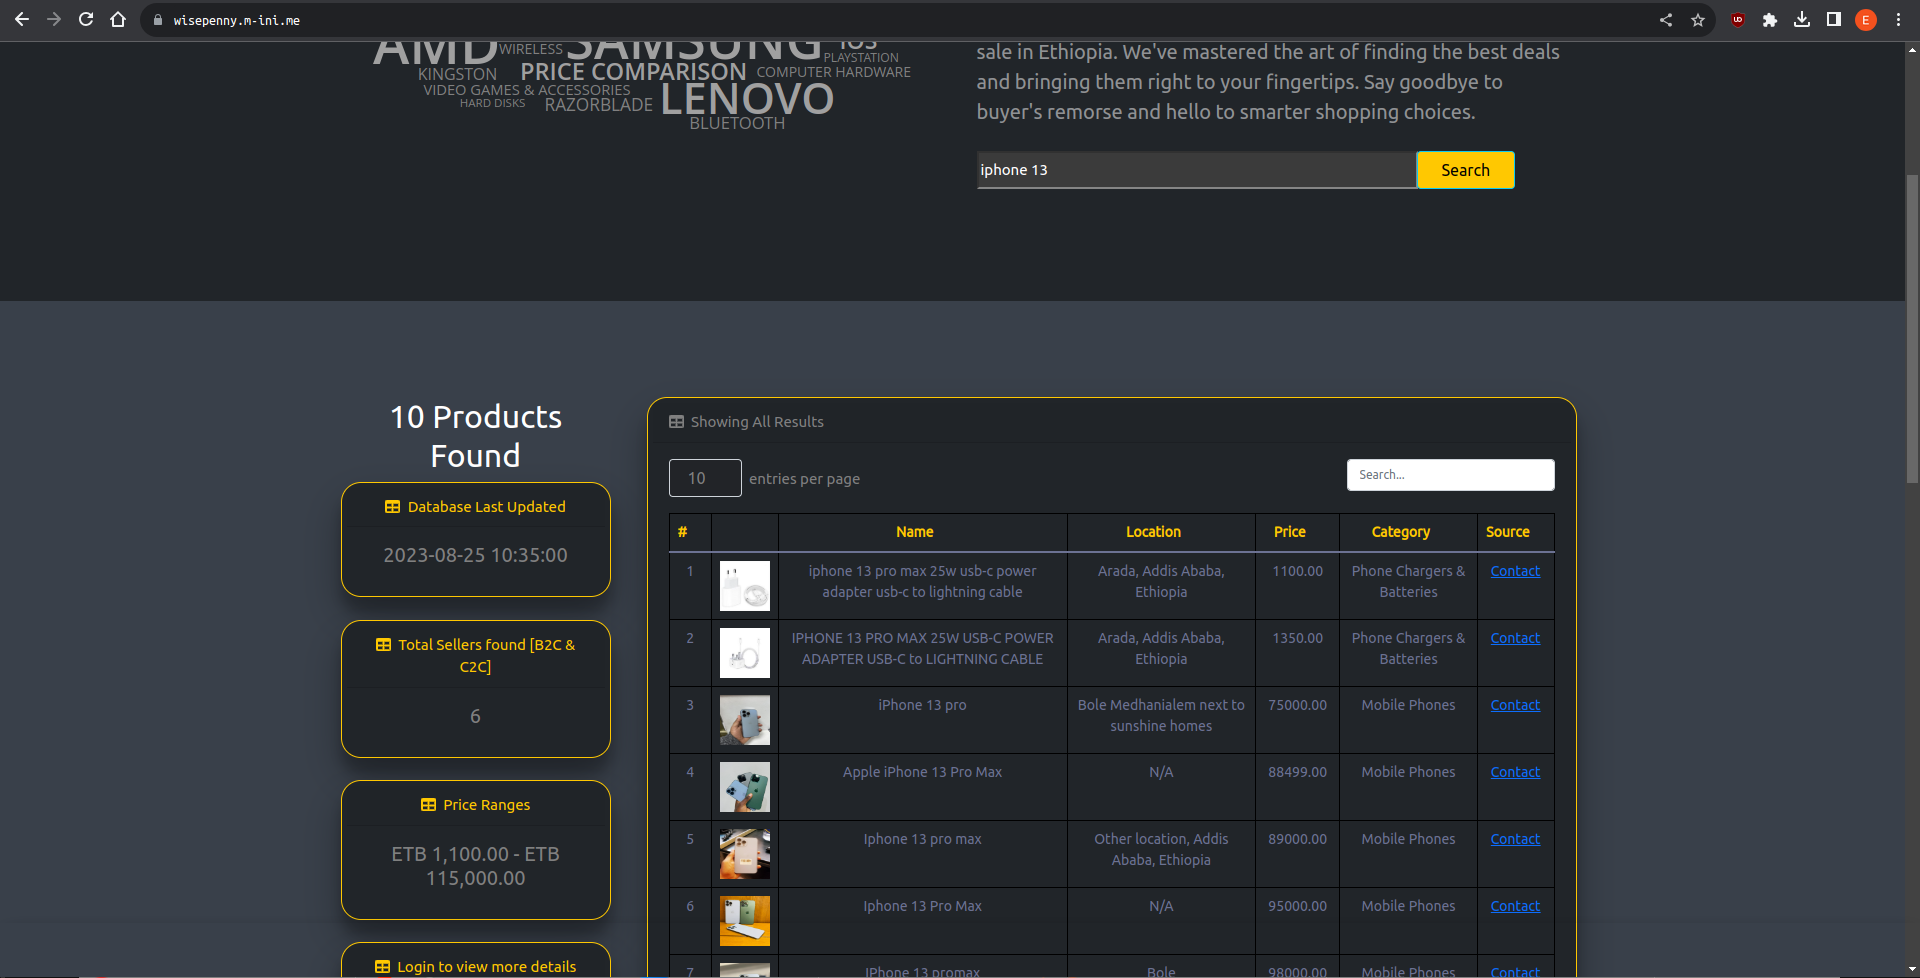 wisepenny.m-ini.me
E
AMD WIRELESS SAMSUNG IOS
PLAYSTATION
KINGSTON PRICE COMPARISON COMPUTER HARDWARE
VIDEO GAMES & ACCESSORIES
HARD DISKS RAZORBLADE LENOVO
BLUETOOTH
sale in Ethiopia. We've mastered the art of finding the best deals
and bringing them right to your fingertips. Say goodbye to
buyer's remorse and hello to smarter shopping choices.
iphone 13 Search
10 Products
Found
Database Last Updated
2023-08-25 10:35:00
Total Sellers found [B2C &
C2C]
6
Price Ranges
ETB 1,100.00 - ETB
115,000.00
Login to view more details
Showing All Results
10 entries per page Search...
# Name Location Price Category Source
1 iphone 13 pro max 25w usb-c power Arada, Addis Ababa, 1100.00 Phone Chargers & Contact
adapter usb-c to lightning cable Ethiopia Batteries
2 IPHONE 13 PRO MAX 25W USB-C POWER Arada, Addis Ababa, 1350.00 Phone Chargers & Contact
ADAPTER USB-C to LIGHTNING CABLE Ethiopia Batteries
3 iPhone 13 pro Bole Medhanialem next to 75000.00 Mobile Phones Contact
sunshine homes
4 Apple iPhone 13 Pro Max N/A 88499.00 Mobile Phones Contact
5 Iphone 13 pro max Other location, Addis 89000.00 Mobile Phones Contact
Ababa, Ethiopia
6 Iphone 13 Pro Max N/A 95000.00 Mobile Phones Contact
7 IPhone 13 promax Bole 98000.00 Mobile Phones Contact